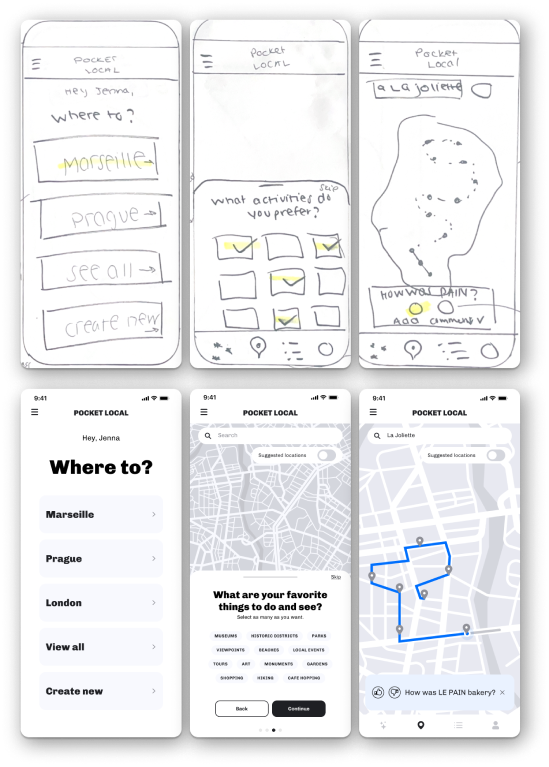 POCKET
LOCAL
Hey Jenna,
Where to?
Marseille
prague
see all
create new
Pocket
LOCAL
Skip
What activities do
you prefer?
Pocket
Local
a La joliette
HOW WAS PAIN?
Add comment
9:41
POCKET LOCAL
Hey, Jenna
Where to?
Marseille
Prague
London
View all
Create new
9:41
POCKET LOCAL
Search
Suggested locations
Skip
What are your favorite
things to do and see?
Select as many as you want.
MUSEUMS HISTORIC DISTRICTS PARKS
VIEWPOINTS BEACHES LOCAL EVENTS
TOURS ART MONUMENTS GARDENS
SHOPPING HIKING CAFE HOPPING
Back Continue
9:41
POCKET LOCAL
La Joliette
Suggested locations
How was LE PAIN bakery?